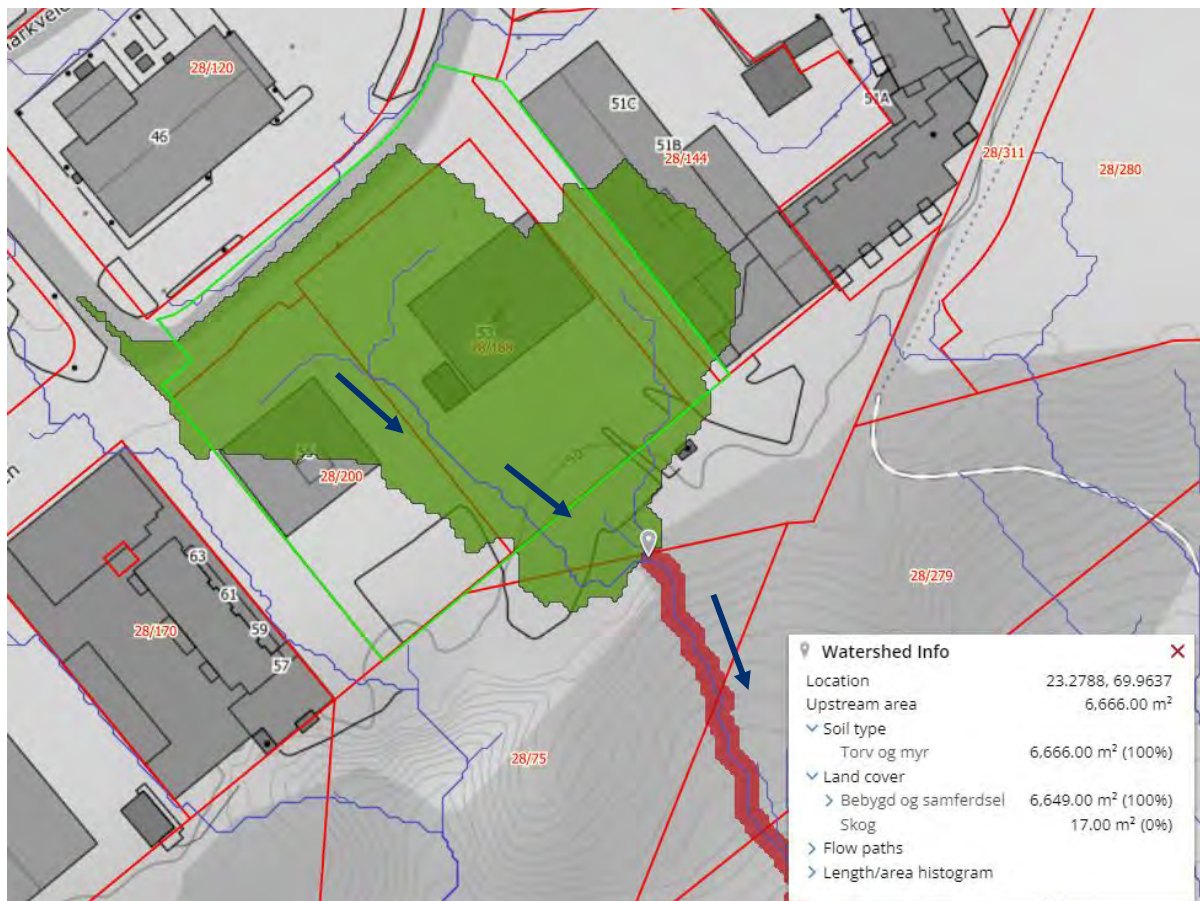 28/120
46
51C
51B
28/144
51A
28/311
28/280
53
28/188
28/200
63
61
59
57
28/170
28/279
28/75
Watershed Info
Location 23.2788, 69.9637
Upstream area 6,666.00 m²
Soil type
Torv og myr 6,666.00 m² (100%)
Land cover
Bebygd og samferdsel 6,649.00 m² (100%)
Skog 17.00 m² (0%)
Flow paths
Length/area histogram